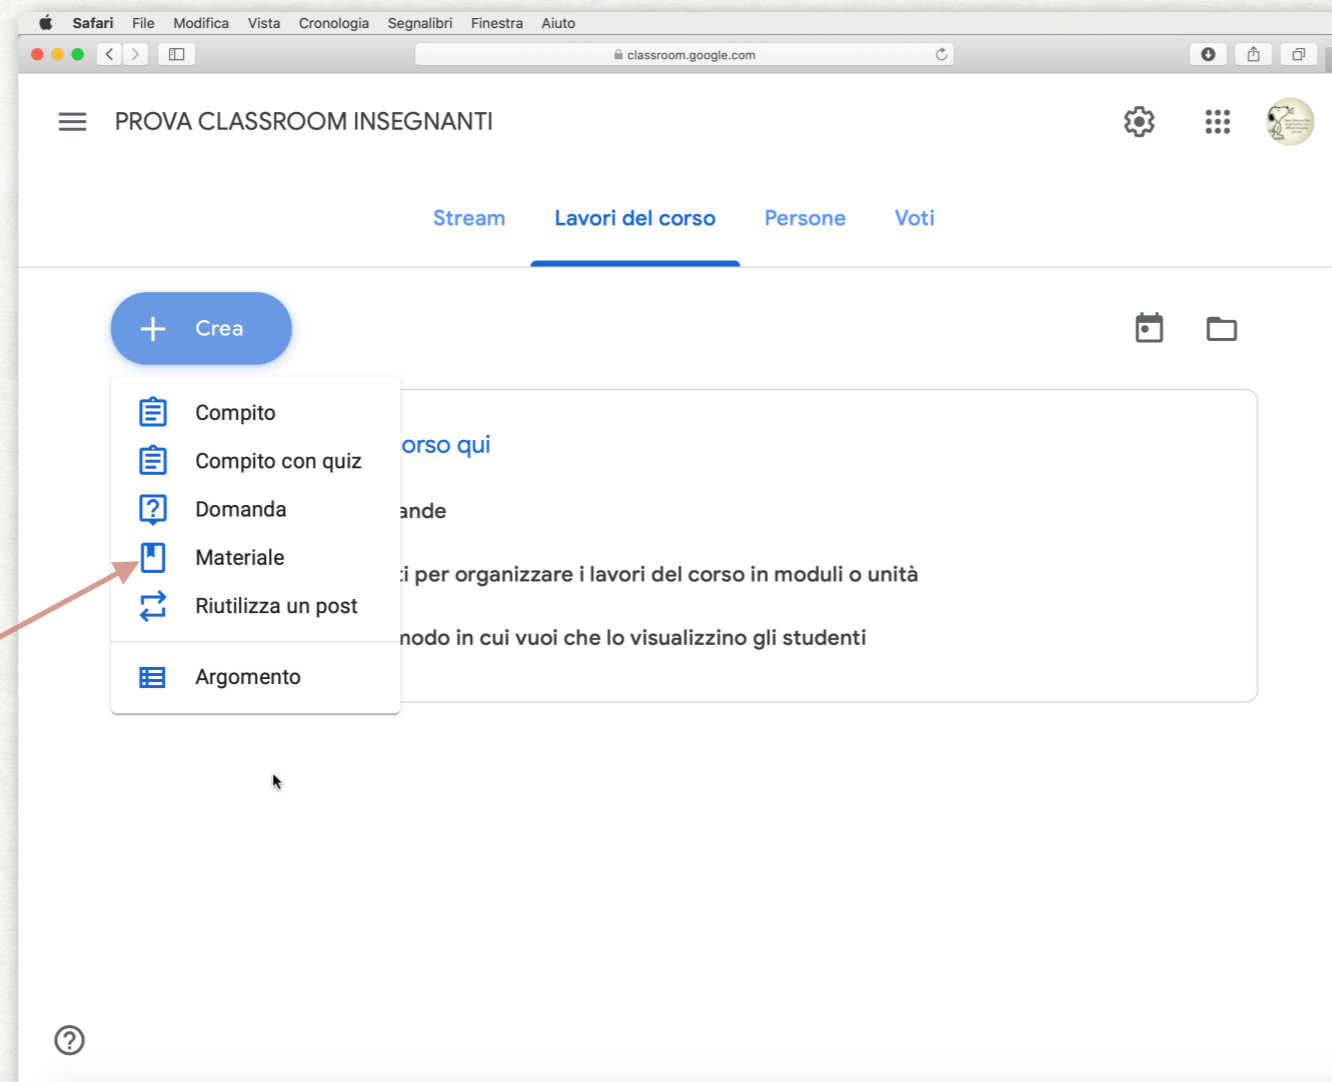 Safari File Modifica Vista Cronologia Segnalibri Finestra Aiuto
classroom.google.com
PROVA CLASSROOM INSEGNANTI
Stream Lavori del corso Persone Voti
Crea
Compito
orso qui
Compito con quiz
Domanda
ande
Materiale
ti per organizzare i lavori del corso in moduli o unità
Riutilizza un post
modo in cui vuoi che lo visualizzino gli studenti
Argomento